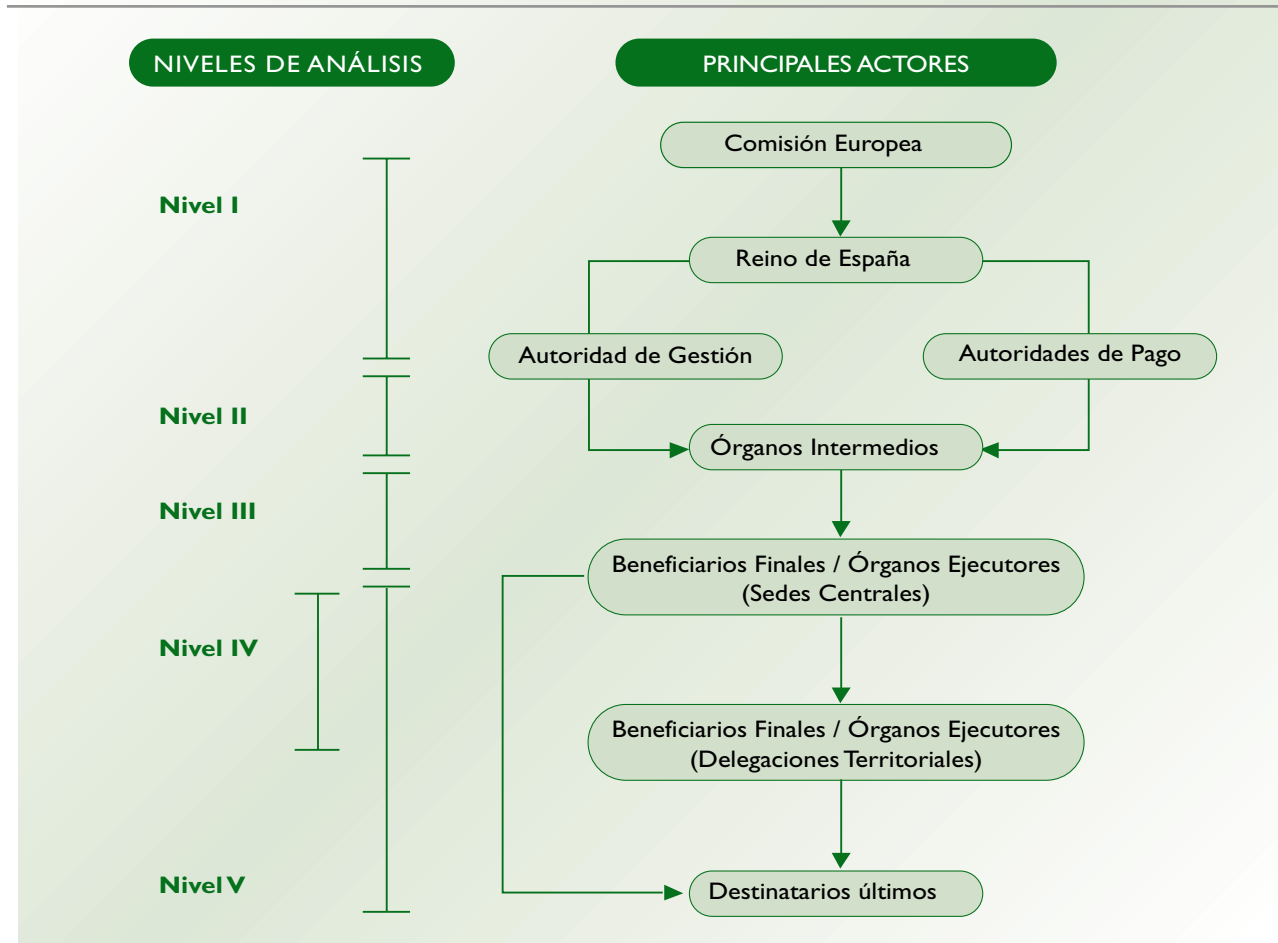 NIVELES DE ANÁLISIS
PRINCIPALES ACTORES
Comisión Europea
Nivel I
Reino de España
Autoridad de Gestión
Autoridades de Pago
Nivel II
Órganos Intermedios
Nivel III
Beneficiarios Finales / Órganos Ejecutores
(Sedes Centrales)
Nivel IV
Beneficiarios Finales / Órganos Ejecutores
(Delegaciones Territoriales)
Nivel V
Destinatarios últimos